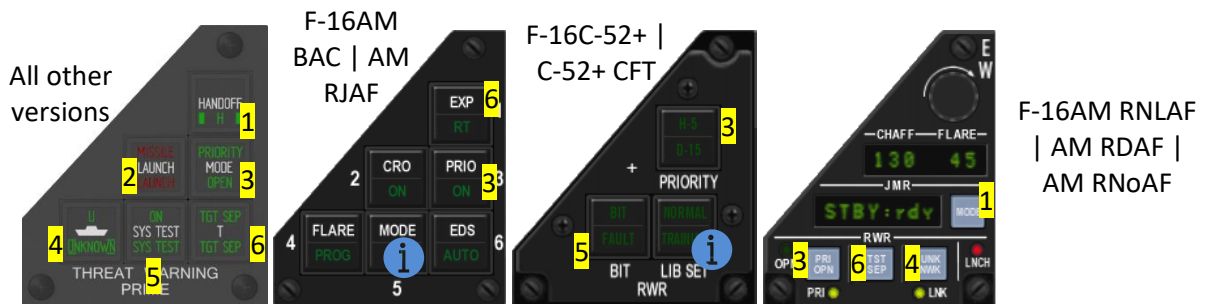 All other
versions
HANDOFF
H
1
MISSILE
LAUNCH
LAUNCH
2
PRIORITY
MODE
OPEN
3
U
UNKNOWN
4
ON
SYS TEST
SYS TEST
5
TGT SEP
T
TGT SEP
6
THREAT WARNING
PRIME
F-16AM
BAC | AM
RJAF
EXP
RT
6
2
CRO
ON
PRIO
ON
3
4
FLARE
PROG
MODE
i
EDS
AUTO
6
5
F-16C-52+ |
C-52+ CFT
H-5
D-15
3
+
PRIORITY
BIT
FAULT
5
NORMAL
i
BIT
LIB SET
RWR
E
W
CHAFF
FLARE
130
45
JMR
STBY:rdy
MODE
1
RWR
3
PRI
OPN
6
TST
SEP
4
UNK
NWK
LNCH
PRI
LNK
F-16AM RNLAF
| AM RDAF |
AM RNoAF